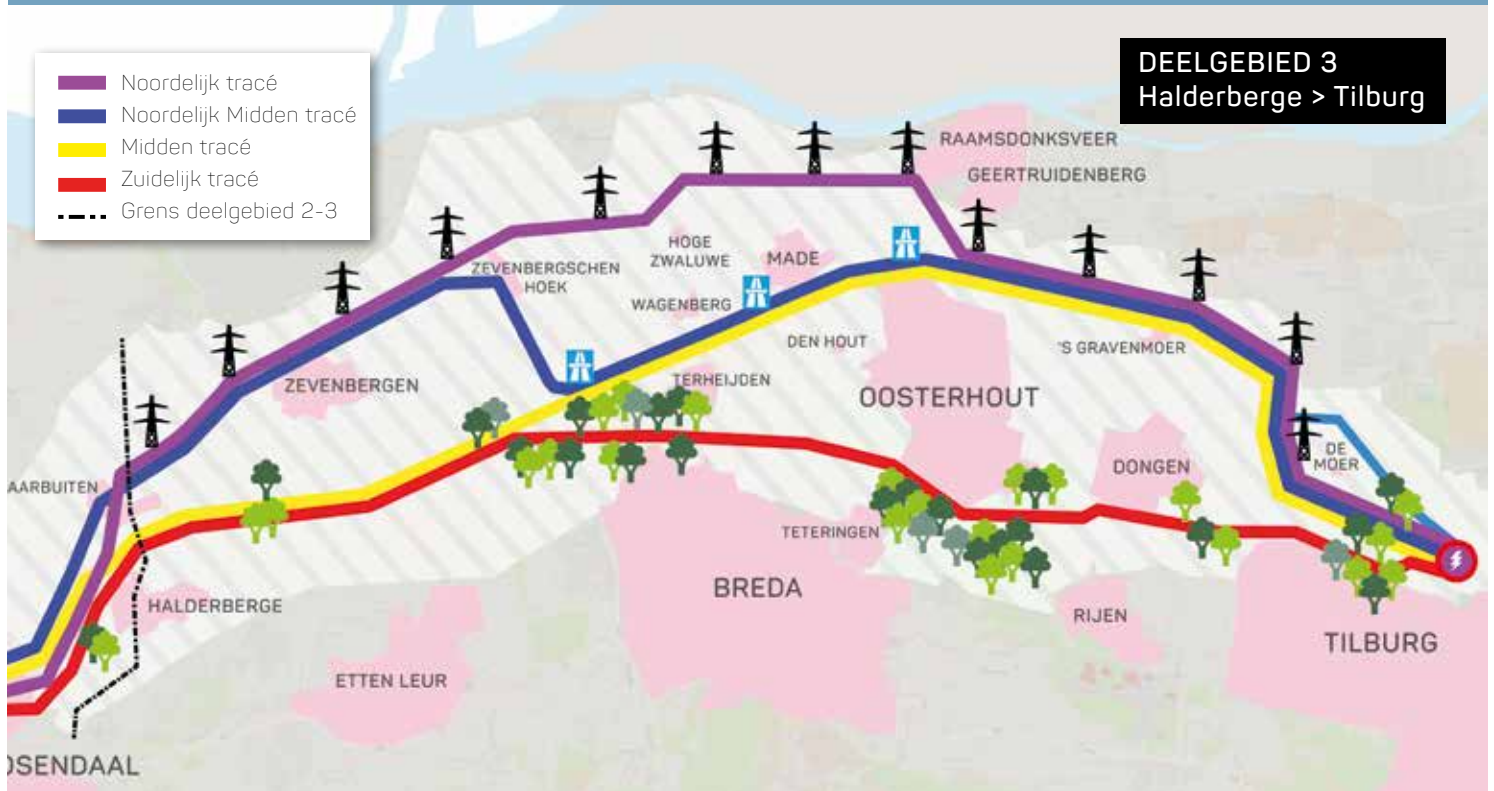 DEELGEBIED 3
Halderberge > Tilburg
Noordelijk tracé
Noordelijk Midden tracé
Midden tracé
Zuidelijk tracé
Grens deelgebied 2-3
RAAMSDONKSVEER
GEERTRUIDENBERG
HOGE
ZWALUWE
MADE
ZEVENBERGSCHEN
HOEK
WAGENBERG
DEN HOUT
'S GRAVENMOER
ZEVENBERGEN
TERHEIJDEN
OOSTERHOUT
DE
MOER
DONGEN
AARBUITEN
TETERINGEN
BREDA
HALDERBERGE
RIJEN
TILBURG
ETTEN LEUR
OSENDAAL